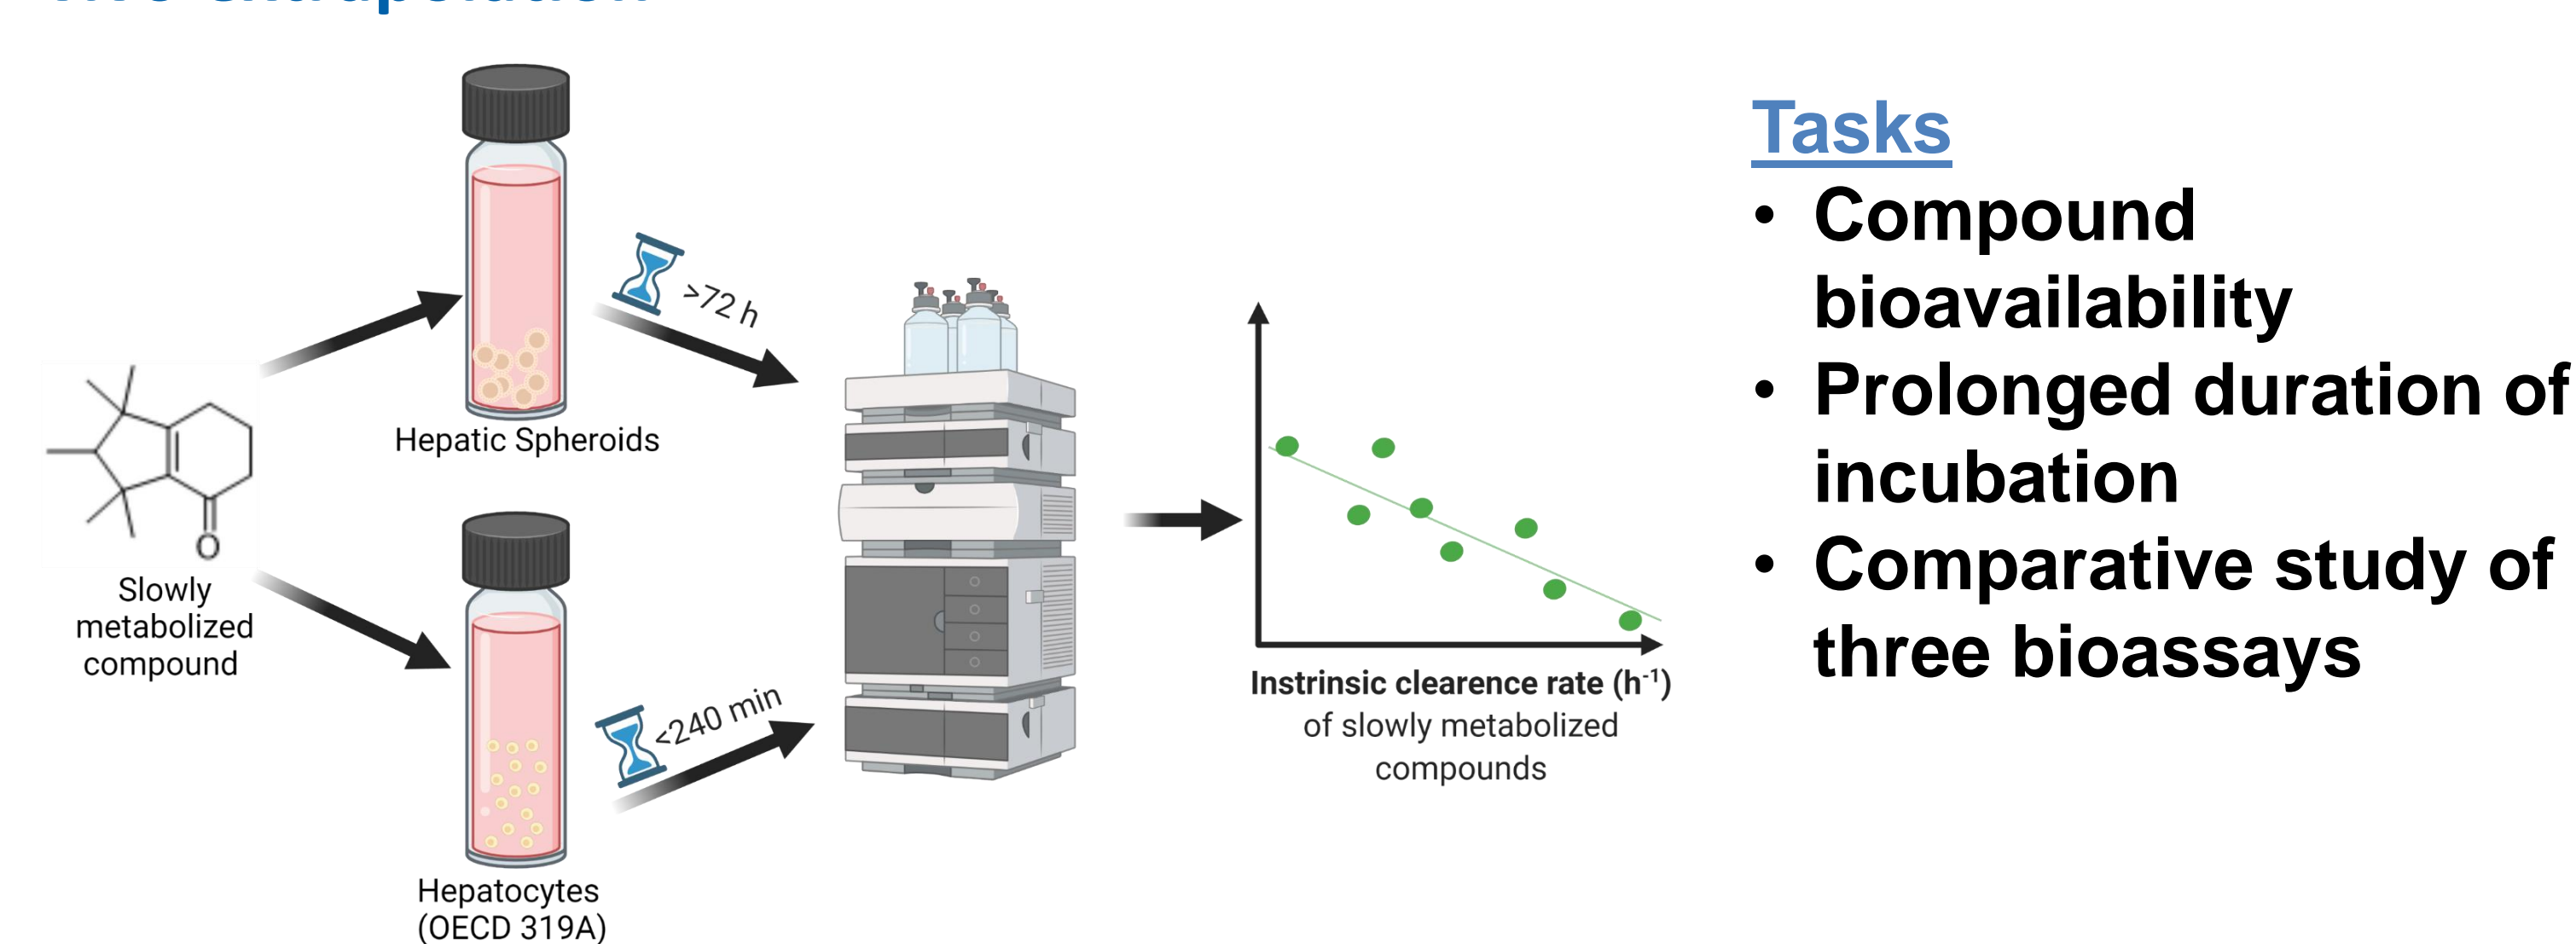 Slowly
metabolized
compound
Hepatic Spheroids
>72 h
Hepatocytes
(OECD 319A)
<240 min
Instrinsic clearence rate (h⁻¹)
of slowly metabolized
compounds
O
Tasks
• Compound
bioavailability
• Prolonged duration of
incubation
• Comparative study of
three bioassays